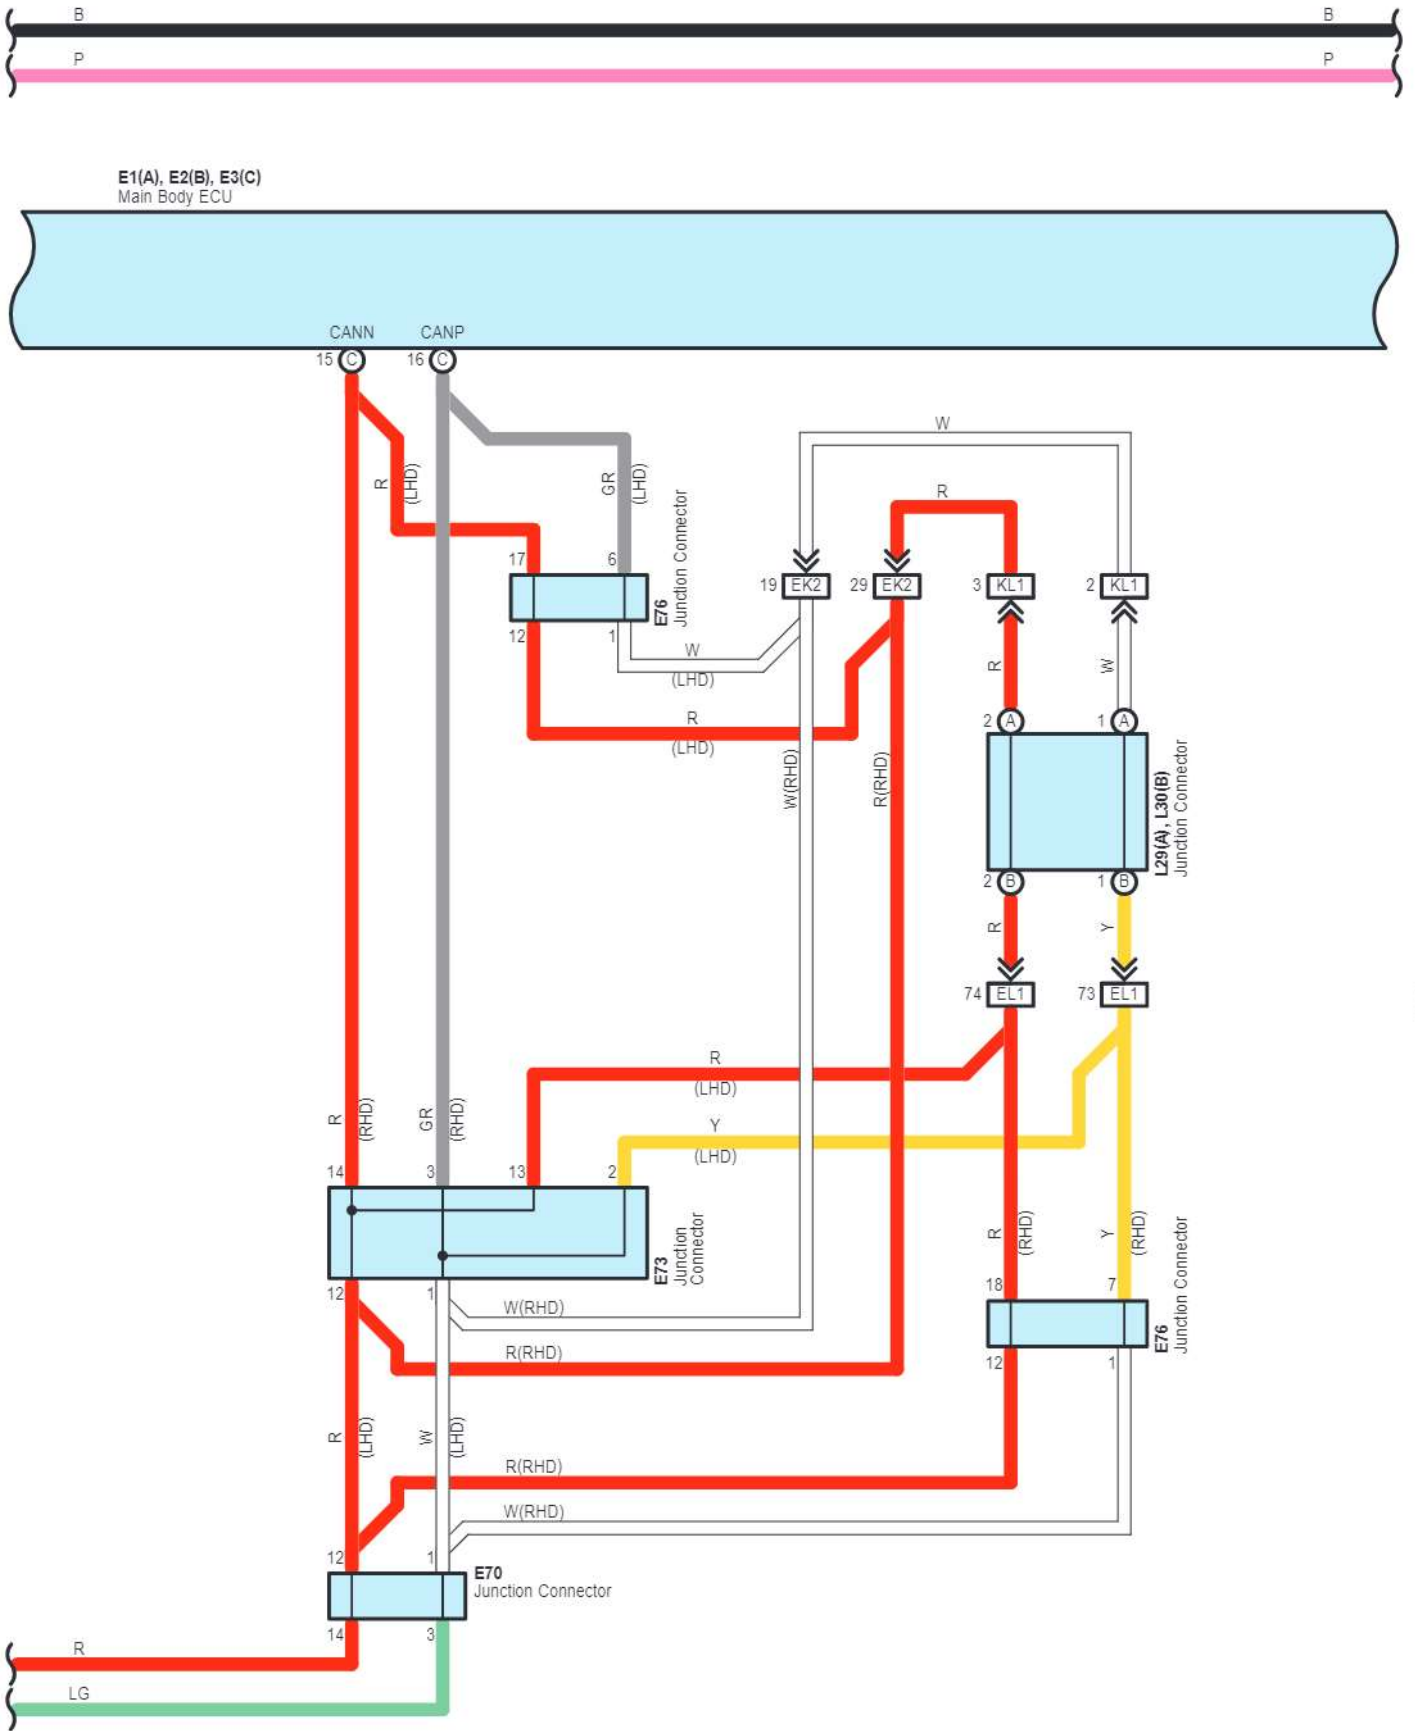 B B
P P
E1(A), E2(B), E3(C)
Main Body ECU
CANN CANP
15 C 16 C
W
R
(LHD)
GR
(LHD)
R
17 6
E76
Junction Connector
19 EK2 29 EK2 3 KL1 2 KL1
12 1
W
(LHD)
R
W
R
(LHD)
2 A 1 A
W(RHD)
R(RHD)
L29(A), L30(B)
Junction Connector
2 B 1 B
R
Y
74 EL1 73 EL1
R
(LHD)
R
(RHD)
GR
(RHD)
Y
(LHD)
14 3 13 2
E73
Junction
Connector
R
(RHD)
Y
(RHD)
18 7
E76
Junction Connector
12 1
W(RHD)
R(RHD)
12 1
R
(LHD)
W
(LHD)
R(RHD)
W(RHD)
12 1
E70
Junction Connector
14 3
R
LG